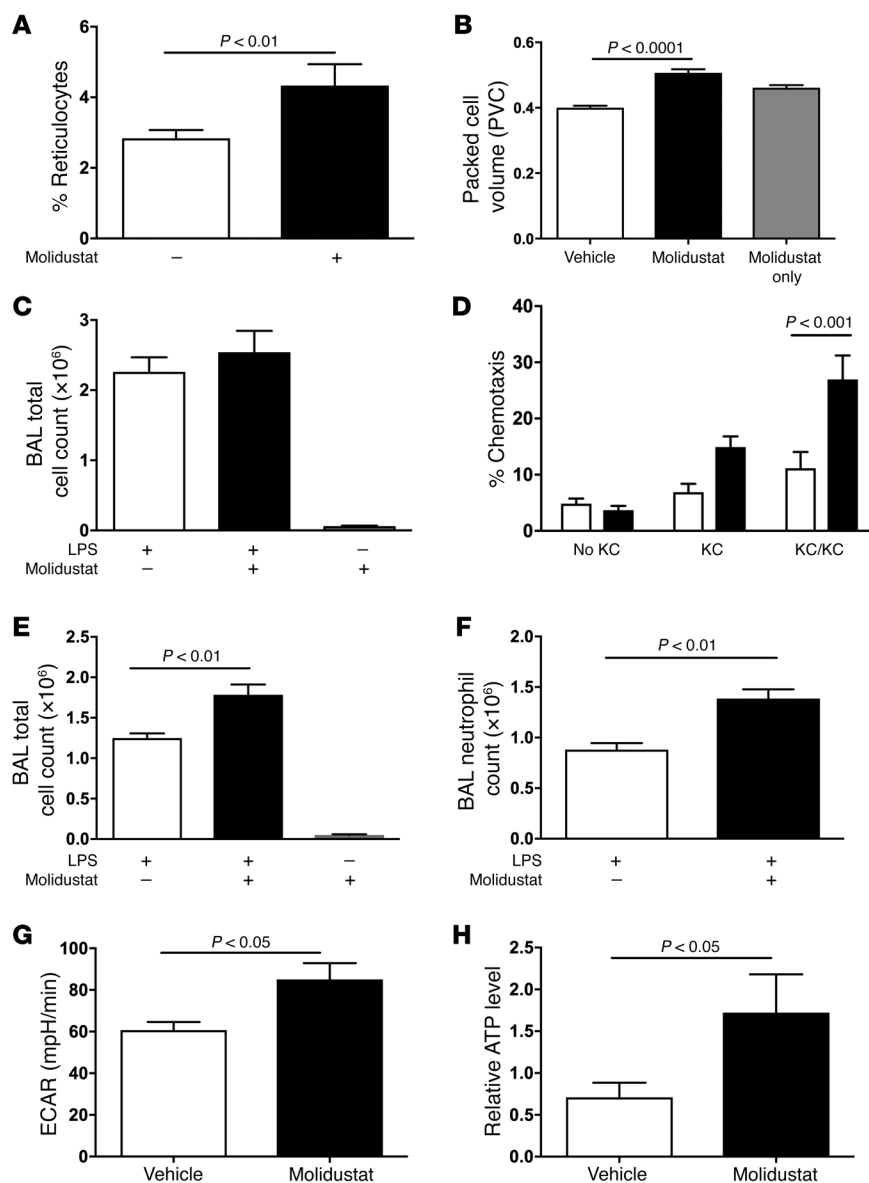 A
P < 0.01
% Reticulocytes
6
4
2
0
Molidustat – +
B
P < 0.0001
Packed cell
volume (PVC)
0.6
0.4
0.2
0.0
Vehicle Molidustat Molidustat
only
C
BAL total
cell count (×10⁶)
3
2
1
0
LPS + + –
Molidustat – + +
D
P < 0.001
% Chemotaxis
40
30
20
10
0
No KC KC KC/KC
E
P < 0.01
BAL total
cell count (×10⁶)
2.5
2.0
1.5
1.0
0.5
0.0
LPS + + –
Molidustat – + +
F
P < 0.01
BAL neutrophil
count (×10⁶)
2.0
1.5
1.0
0.5
0.0
LPS + +
Molidustat – +
G
P < 0.05
ECAR (mpH/min)
100
80
60
40
20
0
Vehicle Molidustat
H
P < 0.05
Relative ATP level
2.5
2.0
1.5
1.0
0.5
0.0
Vehicle Molidustat